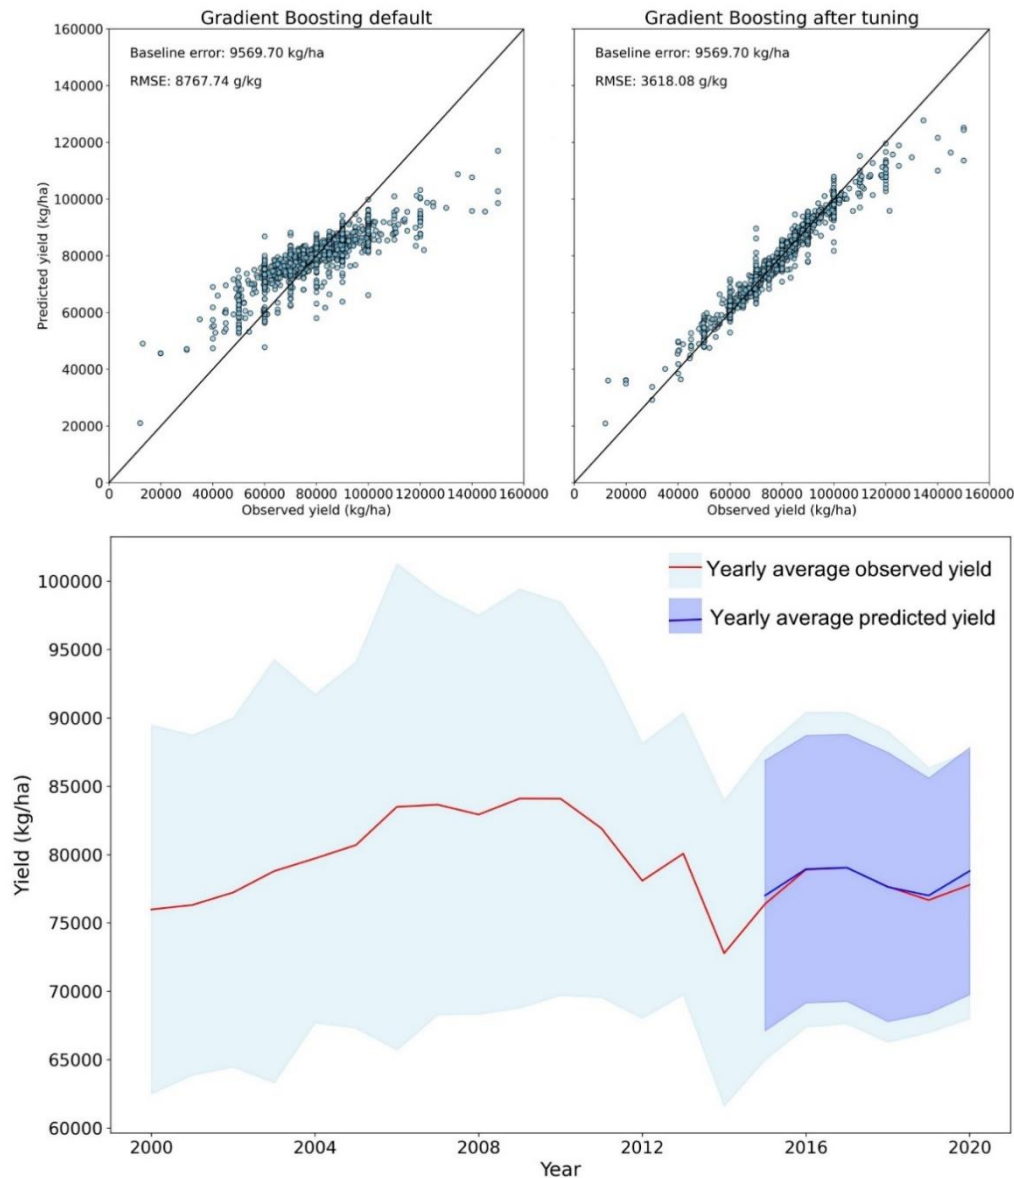 Gradient Boosting default
Gradient Boosting after tuning
160000
140000
120000
100000
80000
60000
40000
20000
0
Predicted yield (kg/ha)
Baseline error: 9569.70 kg/ha
RMSE: 8767.74 g/kg
Baseline error: 9569.70 kg/ha
RMSE: 3618.08 g/kg
0 20000 40000 60000 80000 100000 120000 140000 160000
Observed yield (kg/ha)
0 20000 40000 60000 80000 100000 120000 140000 160000
Observed yield (kg/ha)
Yearly average observed yield
Yearly average predicted yield
100000
95000
90000
85000
80000
75000
70000
65000
60000
Yield (kg/ha)
2000 2004 2008 2012 2016 2020
Year